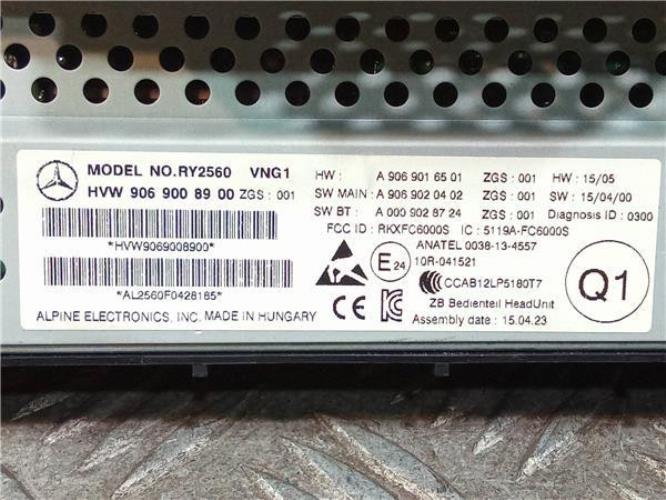 MODEL NO.RY2560 VNG1
HVW 906 900 89 00 ZGS : 001
*HVW9069008900*
*AL2560F0428185*
ALPINE ELECTRONICS, INC. MADE IN HUNGARY
HW : A 906 901 65 01 ZGS : 001 HW : 15/05
SW MAIN : A 906 902 04 02 ZGS : 001 SW : 15/04/00
SW BT : A 000 902 87 24 ZGS : 001 Diagnosis ID : 0300
FCC ID : RKXFC6000S IC : 5119A-FC6000S
ANATEL 0038-13-4557
E24 10R-041521
CCAB12LP5180T7
CE
ZB Bedienteil HeadUnit
Assembly date : 15.04.23
Q1